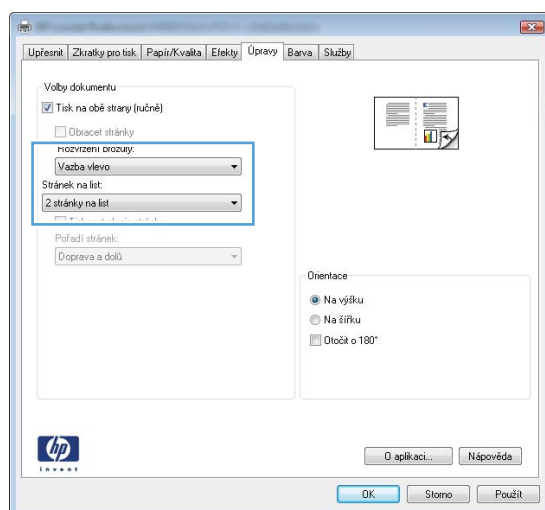 Upřesnit Zkratky pro tisk Papír/Kvalita Efekty Úpravy Barva Služby
Volby dokumentu
Tisk na obě strany (ručně)
Obracet stránky
Rozvržení brožury:
Vazba vlevo
Stránek na list:
2 stránky na list
Pořadí stránek:
Doprava a dolů
Orientace
Na výšku
Na šířku
Otočit o 180°
hp
invent
O aplikaci... Nápověda
OK Storno Použít